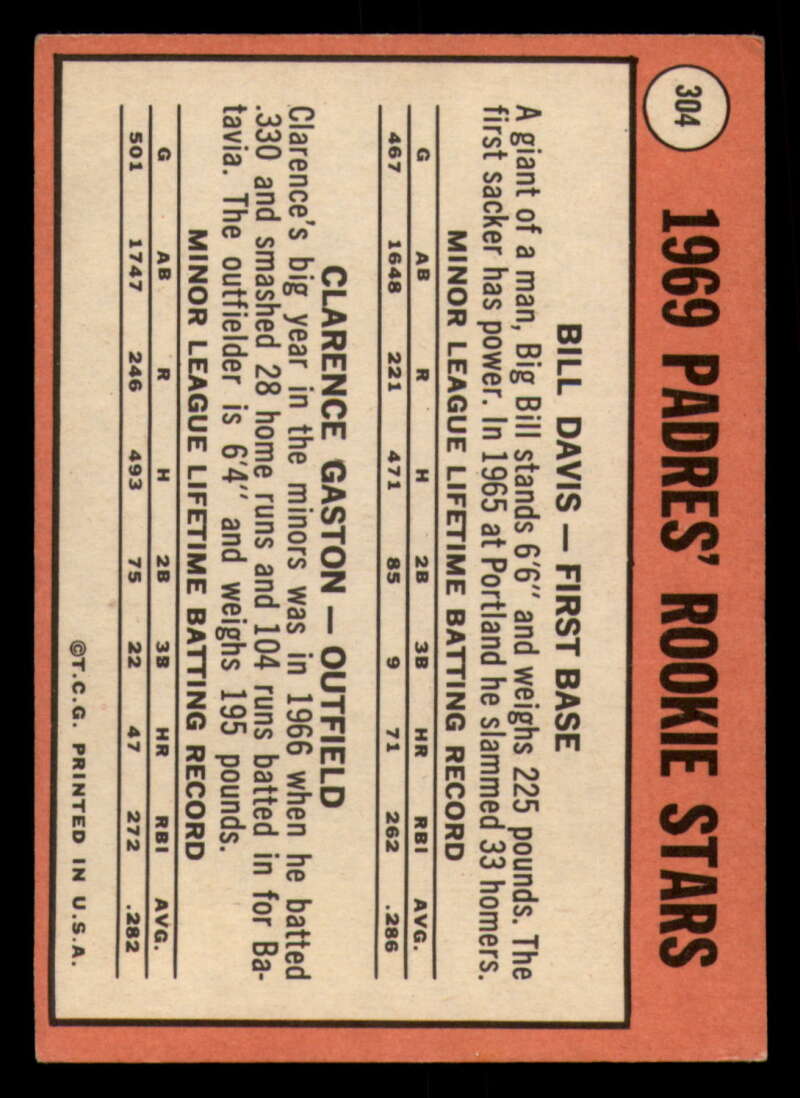 304
1969 PADRES' ROOKIE STARS
BILL DAVIS — FIRST BASE
A giant of a man, Big Bill stands 6'6" and weighs 225 pounds. The
first sacker has power. In 1965 at Portland he slammed 33 homers.
MINOR LEAGUE LIFETIME BATTING RECORD
G AB R H 2B 3B HR RBI AVG.
467 1648 221 471 85 9 71 262 .286
CLARENCE GASTON — OUTFIELD
Clarence's big year in the minors was in 1966 when he batted
.330 and smashed 28 home runs and 104 runs batted in for Ba-
tavia. The outfielder is 6'4" and weighs 195 pounds.
MINOR LEAGUE LIFETIME BATTING RECORD
G AB R H 2B 3B HR RBI AVG.
501 1747 246 493 75 22 47 272 .282
©T.C.G. PRINTED IN U.S.A.